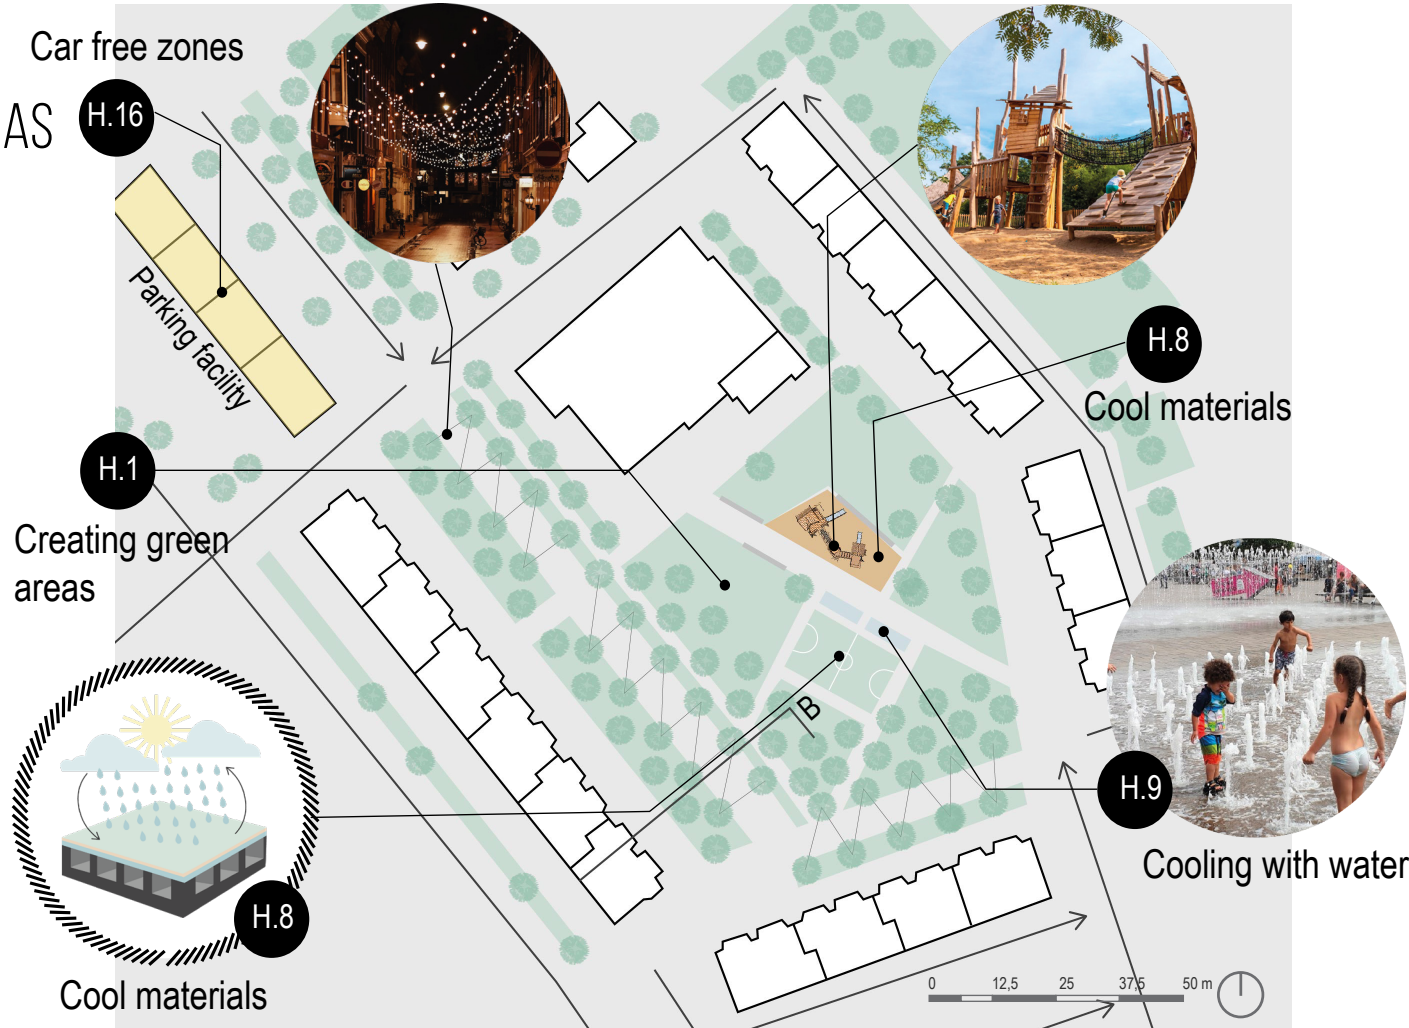 Car free zones
AS
H.16
Parking facility
H.8
Cool materials
H.1
Creating green
areas
B
H.9
Cooling with water
H.8
Cool materials
0 12,5 25 37,5 50 m